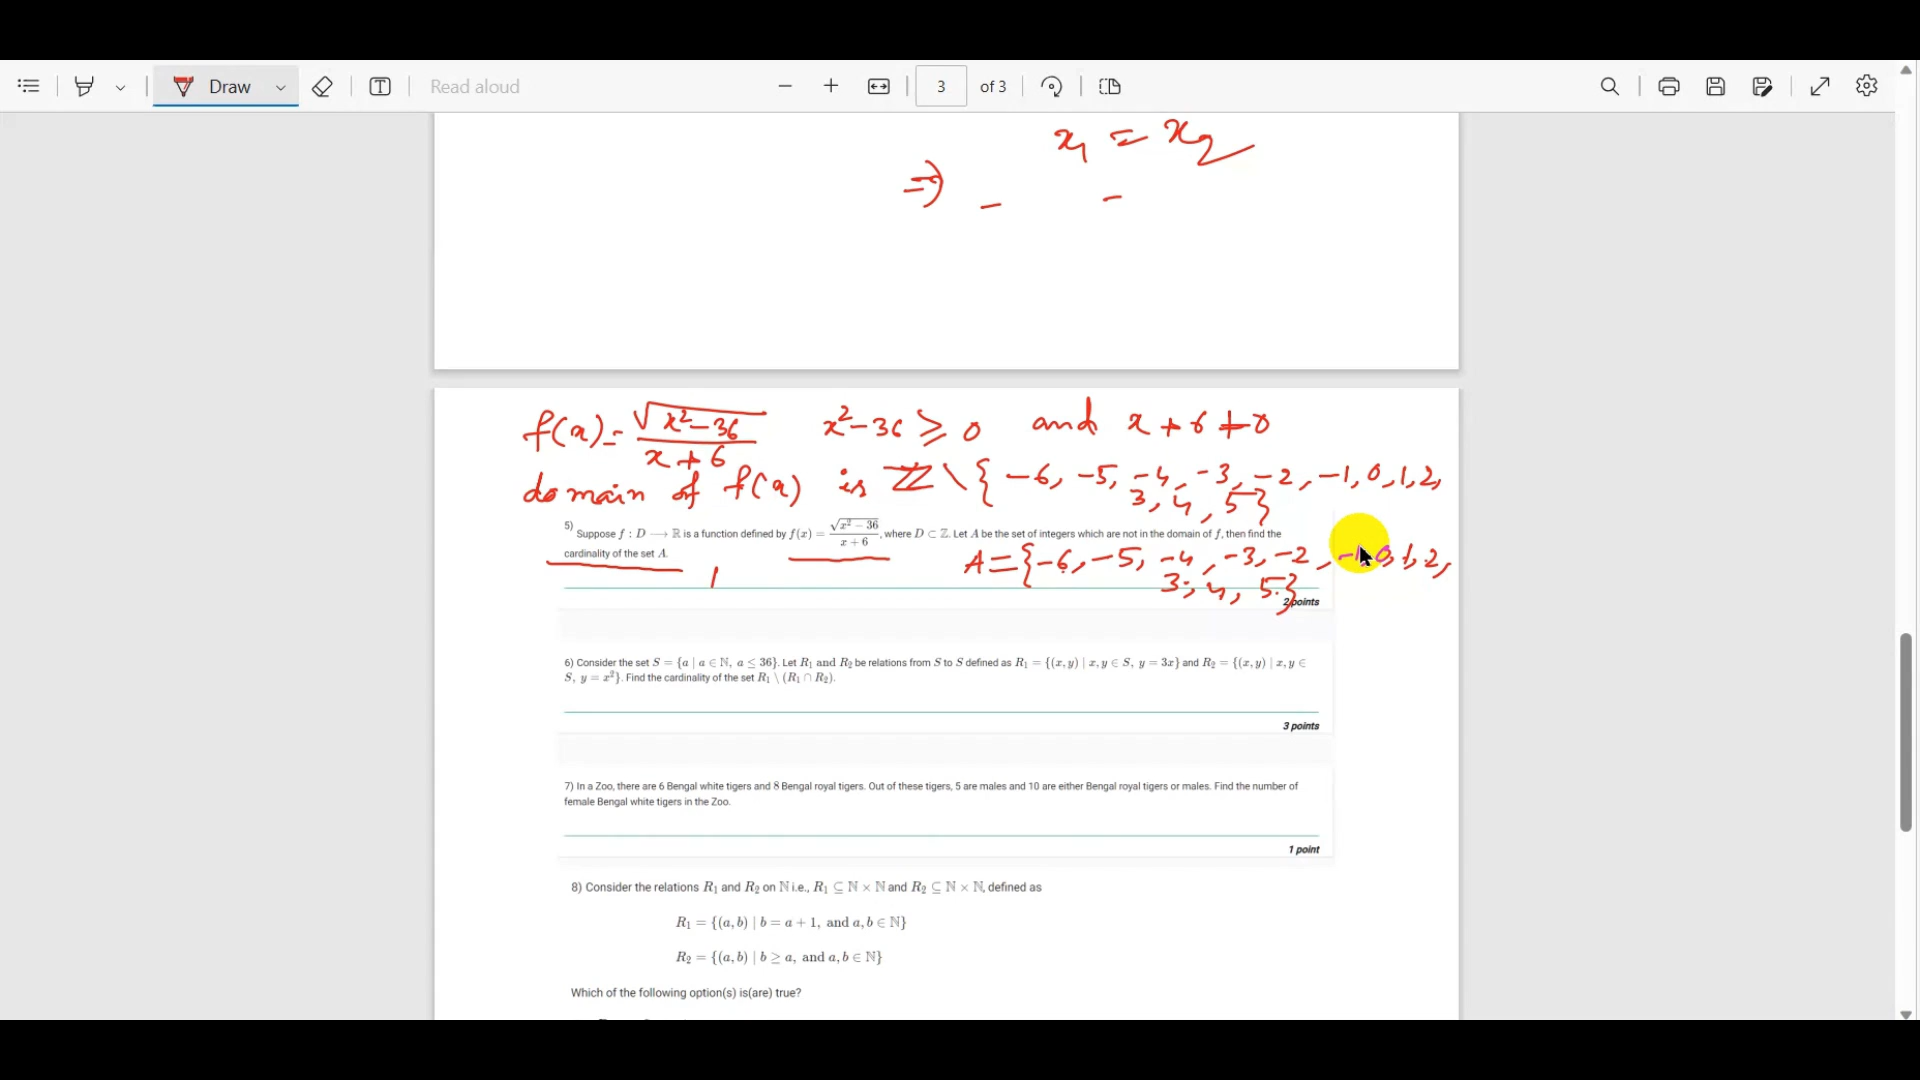 Draw
Read aloud
3 of 3
x₁ = x₂
⇒ - -
f(x) = √(x²-36) / (x+6) x²-36 ≥ 0 and x+6 ≠ 0
domain of f(x) is ℤ \ { -6, -5, -4, -3, -2, -1, 0, 1, 2,
3, 4, 5 }
5) Suppose f : D ⟶ ℝ is a function defined by f(x) = √(x² − 36) / (x + 6), where D ⊂ ℤ. Let A be the set of integers which are not in the domain of f, then find the
cardinality of the set A.
A = { -6, -5, -4, -3, -2, -1, 0, 1, 2,
3, 4, 5 }
1
2 points
6) Consider the set S = {a | a ∈ ℕ, a ≤ 36}. Let R₁ and R₂ be relations from S to S defined as R₁ = {(x, y) | x, y ∈ S, y = 3x} and R₂ = {(x, y) | x, y ∈
S, y = x²}. Find the cardinality of the set R₁ \ (R₁ ∩ R₂).
3 points
7) In a Zoo, there are 6 Bengal white tigers and 8 Bengal royal tigers. Out of these tigers, 5 are males and 10 are either Bengal royal tigers or males. Find the number of
female Bengal white tigers in the Zoo.
1 point
8) Consider the relations R₁ and R₂ on ℕ i.e., R₁ ⊆ ℕ × ℕ and R₂ ⊆ ℕ × ℕ, defined as
R₁ = {(a, b) | b = a + 1, and a, b ∈ ℕ}
R₂ = {(a, b) | b ≥ a, and a, b ∈ ℕ}
Which of the following option(s) is(are) true?